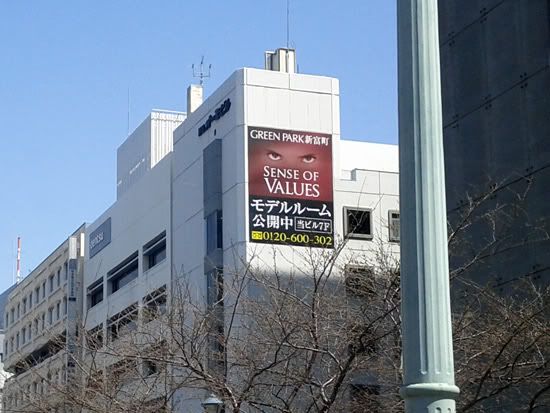 GREEN PARK 新富町
SENSE OF
VALUES
モデルルーム
公開中 当ビル7F
0120-600-302